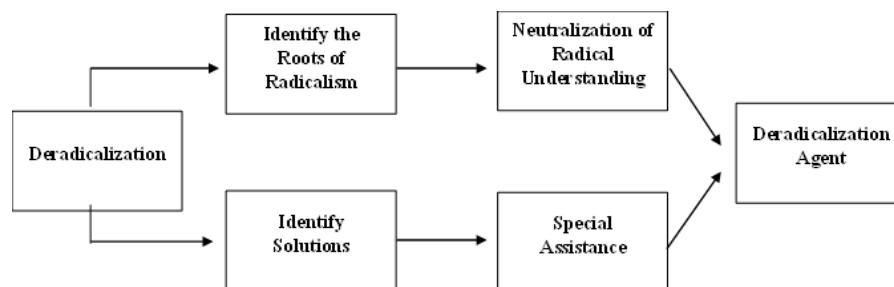 Deradicalization
Identify the
Roots of
Radicalism
Neutralization of
Radical
Understanding
Identify
Solutions
Special
Assistance
Deradicalization
Agent